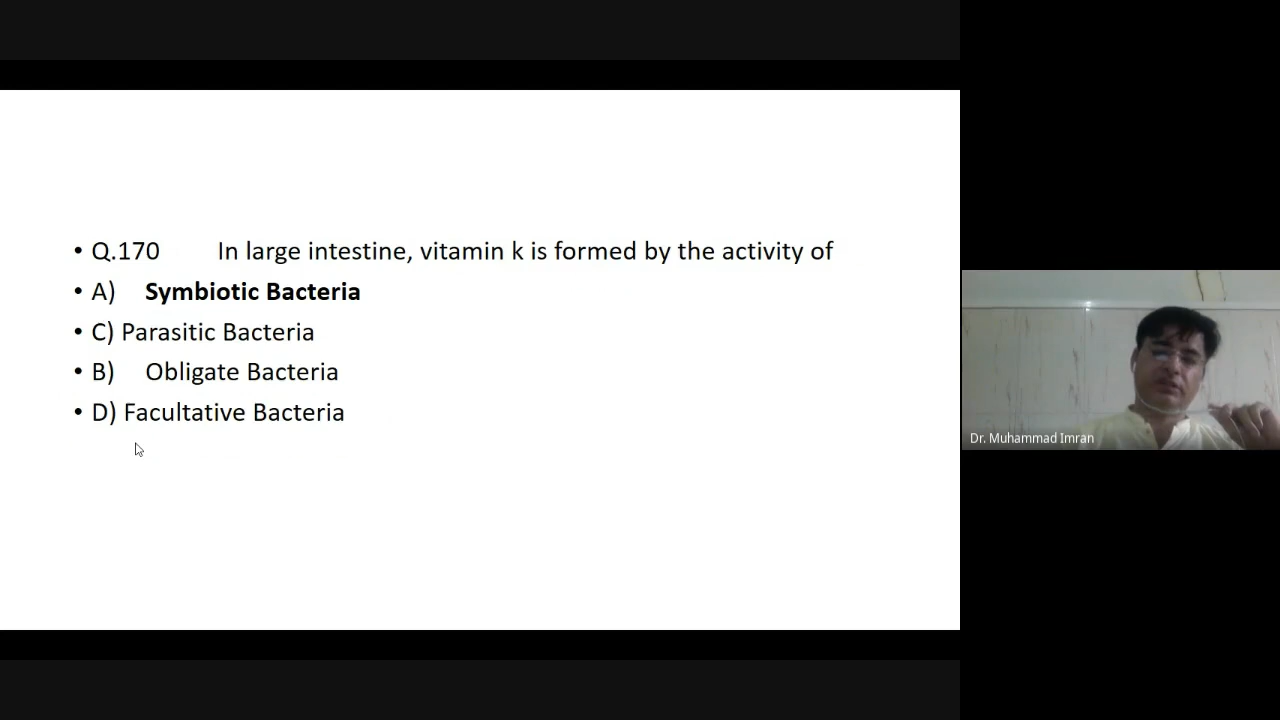 • Q.170 In large intestine, vitamin k is formed by the activity of
• A) Symbiotic Bacteria
• C) Parasitic Bacteria
• B) Obligate Bacteria
• D) Facultative Bacteria
Dr. Muhammad Imran